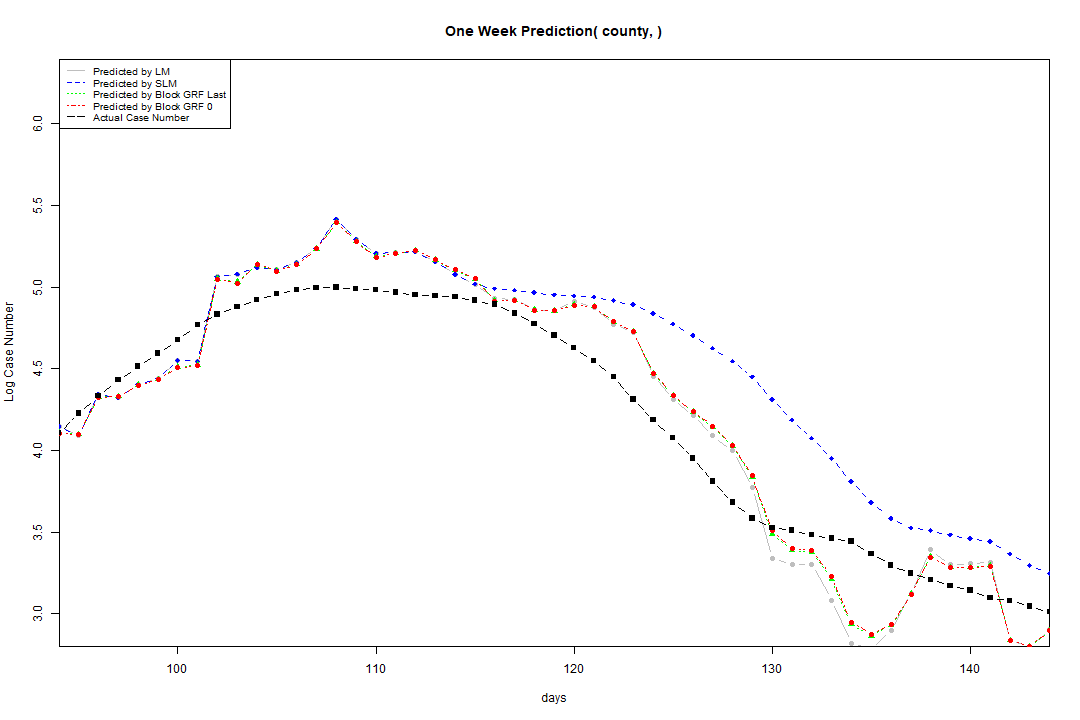 One Week Prediction( county, )
Predicted by LM
Predicted by SLM
Predicted by Block GRF Last
Predicted by Block GRF 0
Actual Case Number
Log Case Number
6.0
5.5
5.0
4.5
4.0
3.5
3.0
100 110 120 130 140
days